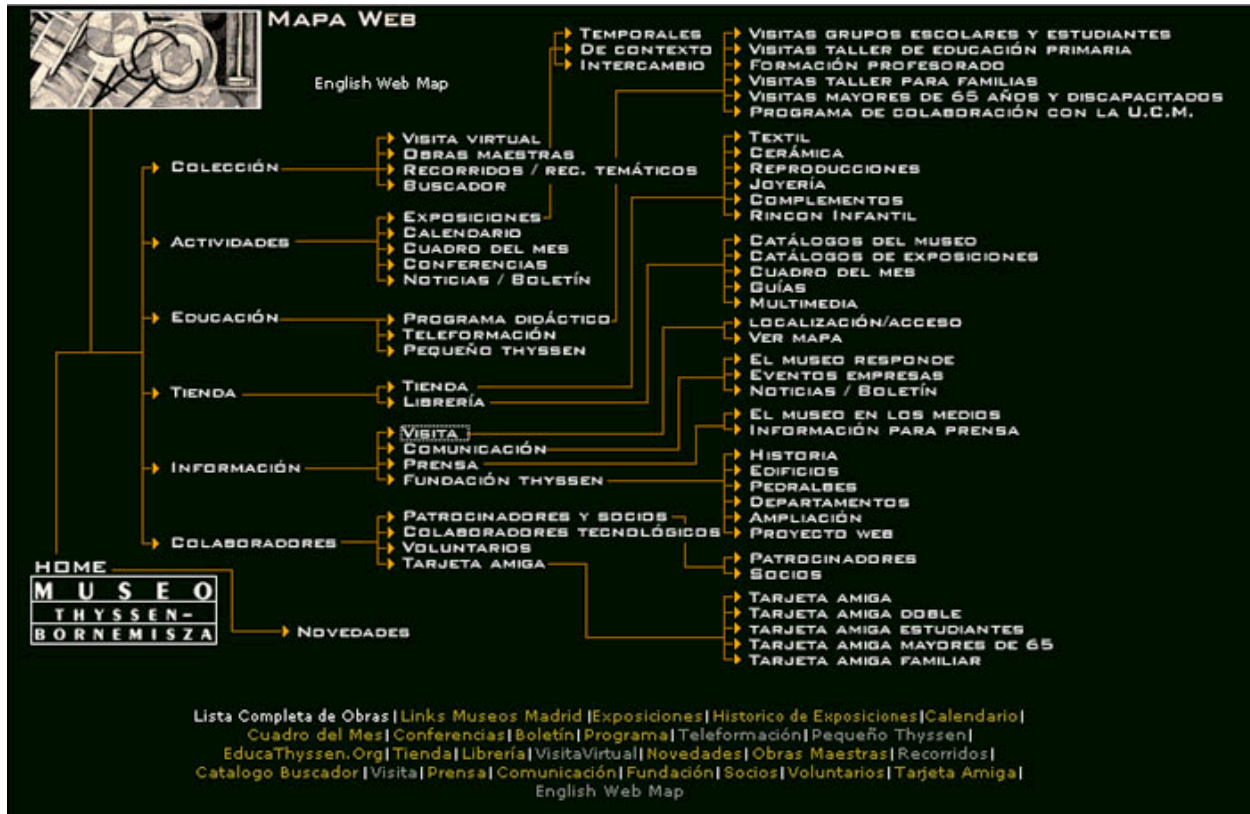 Mapa Web
English Web Map
Temporales
De contexto
Intercambio
Visitas grupos escolares y estudiantes
Visitas taller de educación primaria
Formación profesorado
Visitas taller para familias
Visitas mayores de 65 años y discapacitados
Programa de colaboración con la U.C.M.
Colección
Visita virtual
Obras maestras
Recorridos / rec. temáticos
Buscador
Textil
Cerámica
Reproducciones
Joyería
Complementos
Rincon Infantil
Actividades
Exposiciones
Calendario
Cuadro del mes
Conferencias
Noticias / Boletín
Catálogos del museo
Catálogos de exposiciones
Cuadro del mes
Guías
Multimedia
Educación
Programa didáctico
Teleformación
Pequeño Thyssen
localización/acceso
Ver mapa
Tienda
Tienda
Librería
El museo responde
Eventos empresas
Noticias / Boletín
Información
Visita
Comunicación
Prensa
Fundación Thyssen
El museo en los medios
Información para prensa
Historia
Edificios
Pedralbes
Departamentos
Ampliación
Proyecto web
Colaboradores
Patrocinadores y socios
Colaboradores tecnológicos
Voluntarios
Tarjeta amiga
Patrocinadores
Socios
Tarjeta amiga
Tarjeta amiga doble
Tarjeta amiga estudiantes
Tarjeta amiga mayores de 65
Tarjeta amiga familiar
HOME
MUSEO
THYSSEN-
BORNEMISZA
Novedades
Lista Completa de Obras|Links Museos Madrid |Exposiciones|Historico de Exposiciones|Calendario|
Cuadro del Mes|Conferencias|Boletín|Programa|Teleformación|Pequeño Thyssen|
EducaThyssen.Org|Tienda|Librería|VisitaVirtual|Novedades|Obras Maestras|Recorridos|
Catalogo Buscador|Visita|Prensa|Comunicación|Fundación|Socios|Voluntarios|Tarjeta Amiga|
English Web Map